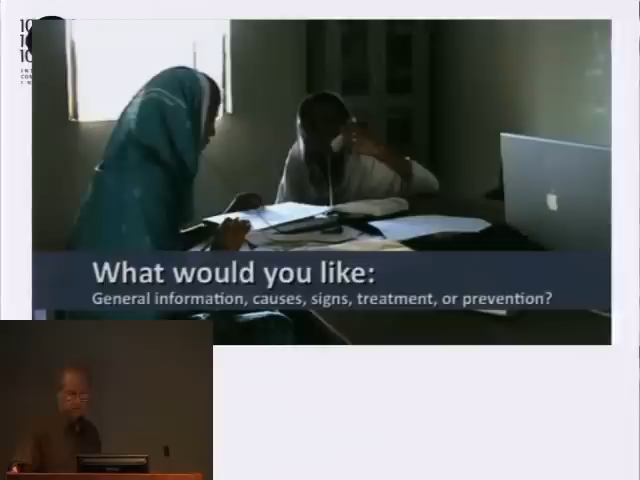 What would you like:
General information, causes, signs, treatment, or prevention?